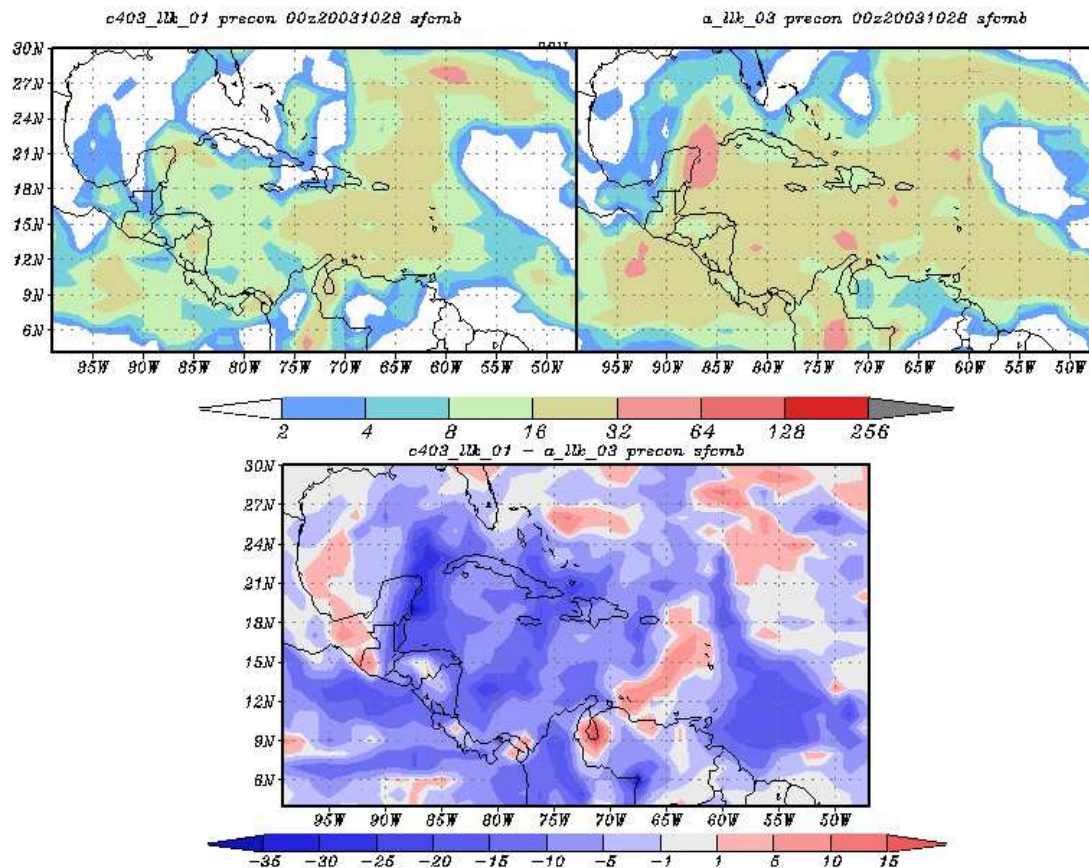 c403_llk_01 precon 00z20031028 sfcmb
a_llk_03 precon 00z20031028 sfcmb
30N
27N
24N
21N
18N
15N
12N
9N
6N
95W 90W 85W 80W 75W 70W 65W 60W 55W 50W
95W 90W 85W 80W 75W 70W 65W 60W 55W 50W
2 4 8 16 32 64 128 256
c403_llk_01 - a_llk_03 precon sfcmb
30N
27N
24N
21N
18N
15N
12N
9N
6N
95W 90W 85W 80W 75W 70W 65W 60W 55W 50W
-35 -30 -25 -20 -15 -10 -5 -1 1 5 10 15